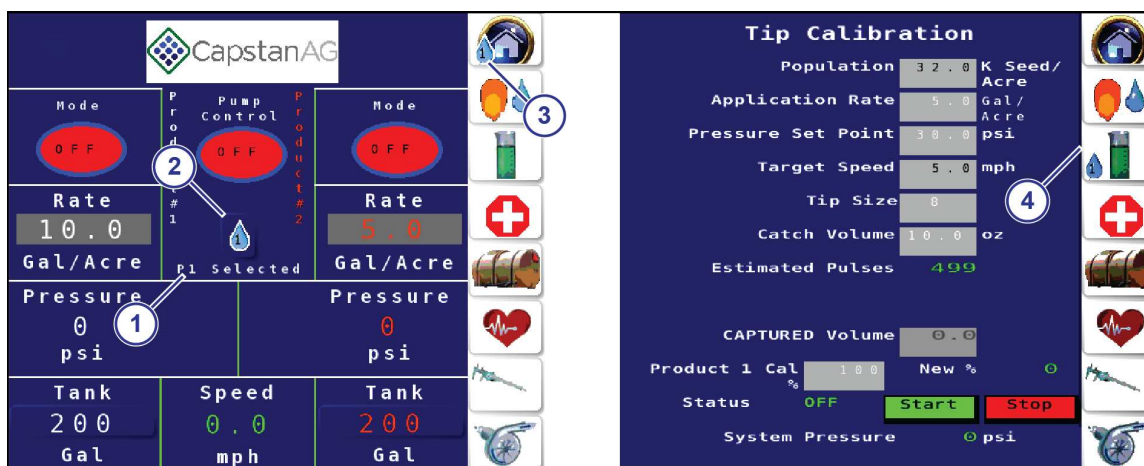 CapstanAG
Mode
OFF
Rate
10.0
Gal/Acre
Product#1
Pump
Control
OFF
Product#2
1
P1 Selected
Mode
OFF
Rate
5.0
Gal/Acre
Pressure
0
psi
Pressure
0
psi
Tank
200
Gal
Speed
0.0
mph
Tank
200
Gal
1
2
3
1
Tip Calibration
Population 32.0 K Seed/
Acre
Application Rate 5.0 Gal/
Acre
Pressure Set Point 30.0 psi
Target Speed 5.0 mph
Tip Size 8
Catch Volume 10.0 oz
Estimated Pulses 499
CAPTURED Volume 0.0
Product 1 Cal
% 100 New % 0
Status OFF Start Stop
System Pressure 0 psi
1
4